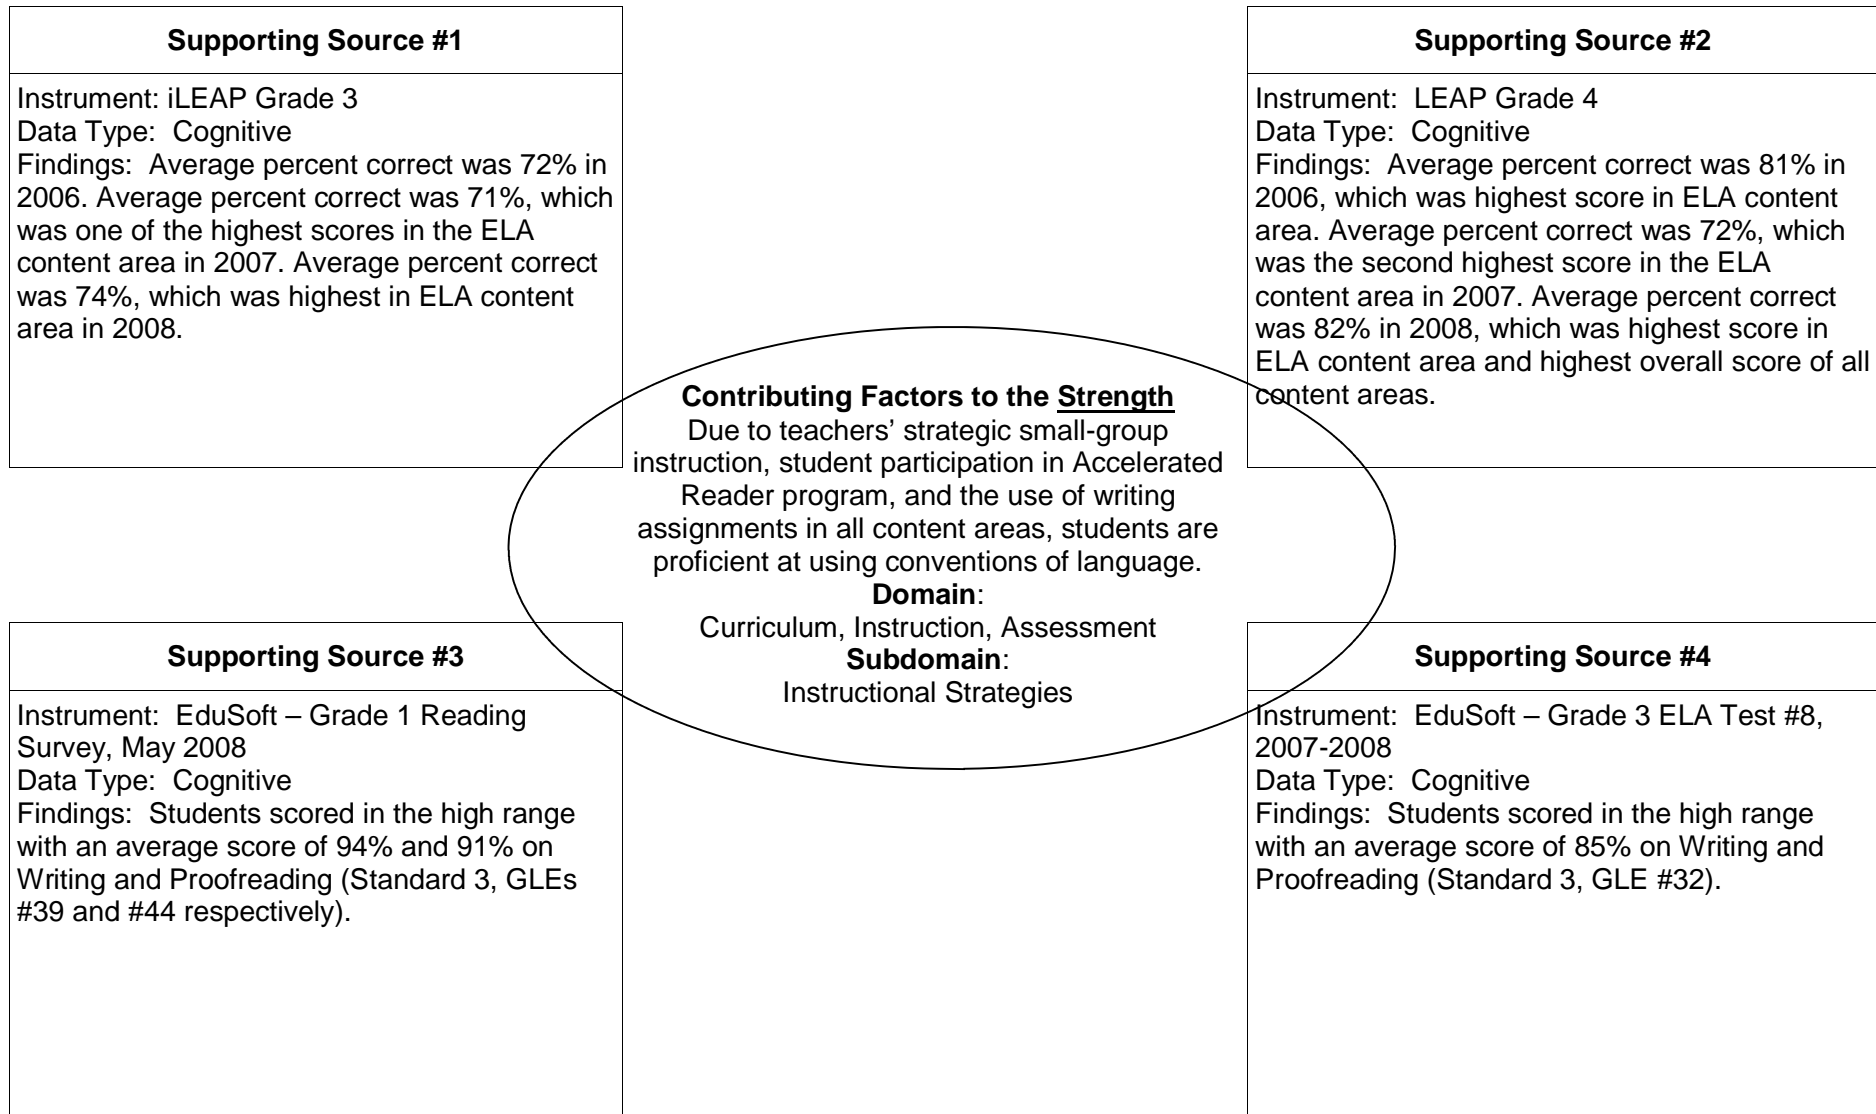 Supporting Source #1
Instrument: iLEAP Grade 3
Data Type:  Cognitive
Findings:  Average percent correct was 72% in
2006. Average percent correct was 71%, which
was one of the highest scores in the ELA
content area in 2007. Average percent correct
was 74%, which was highest in ELA content
area in 2008.
Supporting Source #2
Instrument:  LEAP Grade 4
Data Type:  Cognitive
Findings:  Average percent correct was 81% in
2006, which was highest score in ELA content
area. Average percent correct was 72%, which
was the second highest score in the ELA
content area in 2007. Average percent correct
was 82% in 2008, which was highest score in
ELA content area and highest overall score of all
content areas.
Contributing Factors to the Strength
Due to teachers’ strategic small-group
instruction, student participation in Accelerated
Reader program, and the use of writing
assignments in all content areas, students are
proficient at using conventions of language.
Domain:
Curriculum, Instruction, Assessment
Subdomain:
Instructional Strategies
Supporting Source #3
Instrument:  EduSoft – Grade 1 Reading
Survey, May 2008
Data Type:  Cognitive
Findings:  Students scored in the high range
with an average score of 94% and 91% on
Writing and Proofreading (Standard 3, GLEs
#39 and #44 respectively).
Supporting Source #4
Instrument:  EduSoft – Grade 3 ELA Test #8,
2007-2008
Data Type:  Cognitive
Findings:  Students scored in the high range
with an average score of 85% on Writing and
Proofreading (Standard 3, GLE #32).